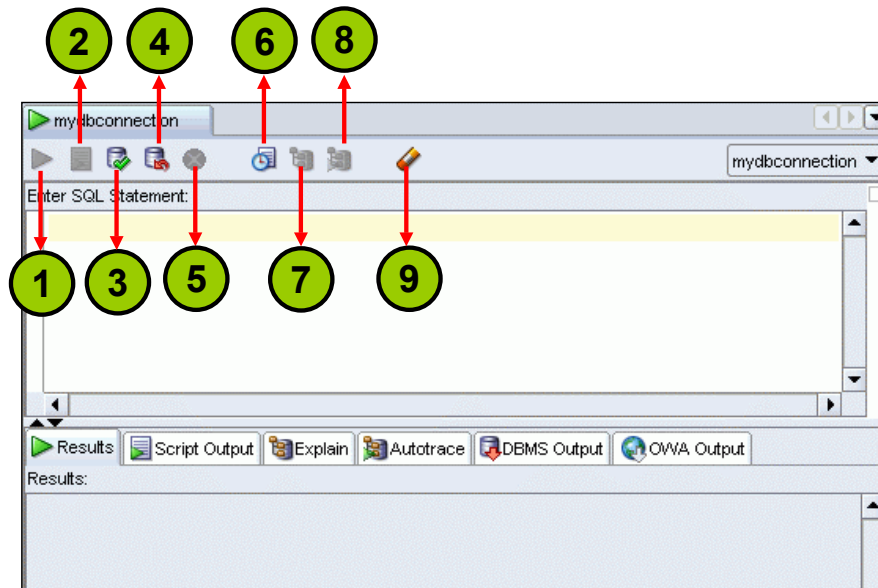 2 4 6 8
mydbconnection
mydbconnection
Enter SQL Statement:
1 3 5 7 9
Results Script Output Explain Autotrace DBMS Output OWA Output
Results: